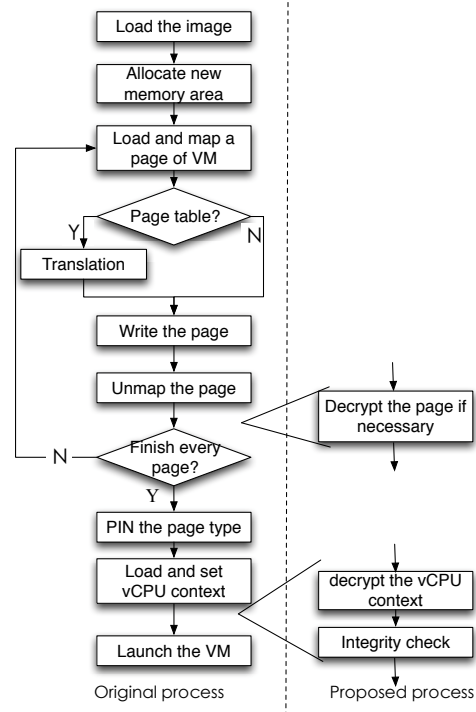 Load the image
Allocate new
memory area
Load and map a
page of VM
Page table?
Y
N
Translation
Write the page
Unmap the page
Decrypt the page if
necessary
N
Finish every
page?
Y
PIN the page type
Load and set
vCPU context
decrypt the vCPU
context
Integrity check
Launch the VM
Original process
Proposed process